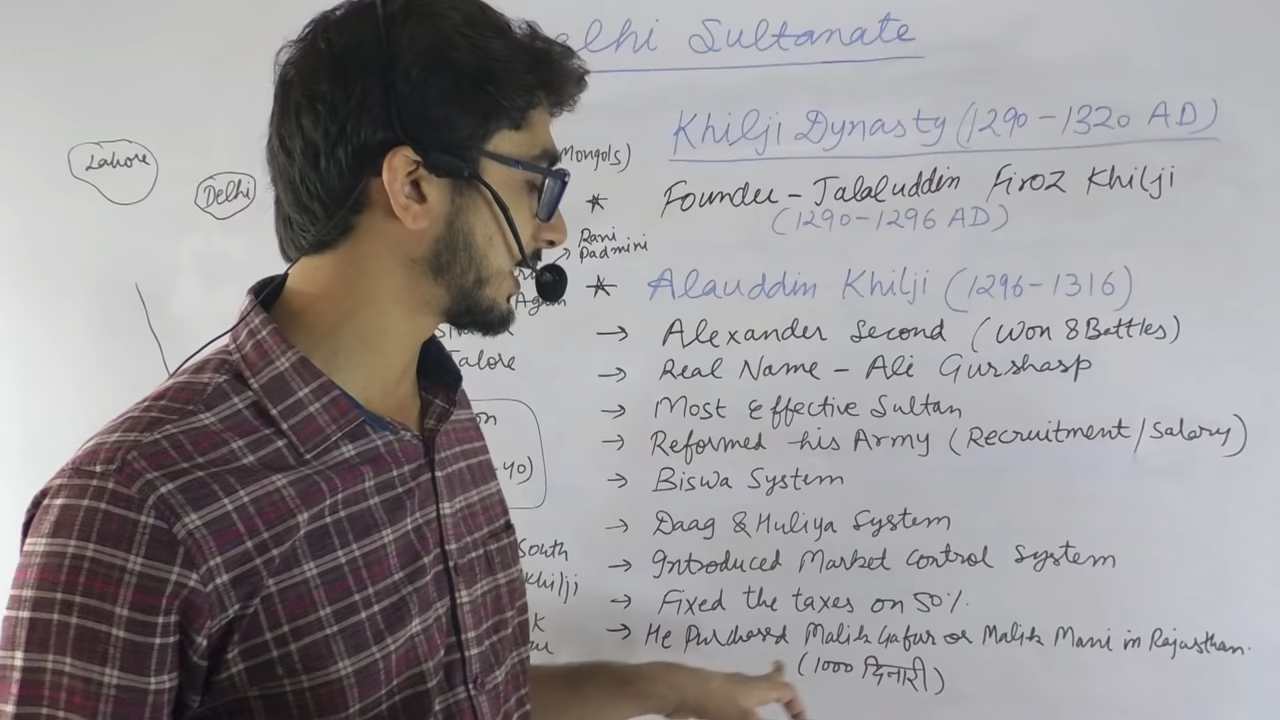 Sultanate
Khilji Dynasty (1290-1320 AD)
Founder - Jalaluddin Firoz Khilji
(1290-1296 AD)
Alauddin Khilji (1296-1316)
→ Alexander Second (Won 8 Battles)
→ Real Name - Ali Gurshasp
→ Most Effective Sultan
→ Reformed his Army (Recruitment/Salary)
→ Biswa System
→ Daag & Huliya System
→ Introduced Market Control System
→ Fixed the taxes on 50%.
→ He Purchased Malik Gafur or Malik Mani in Rajasthan.
(1000 दिनारी)
Lahore
Delhi
Mongols)
Rani
Padmini
Jalore
South
Khilji